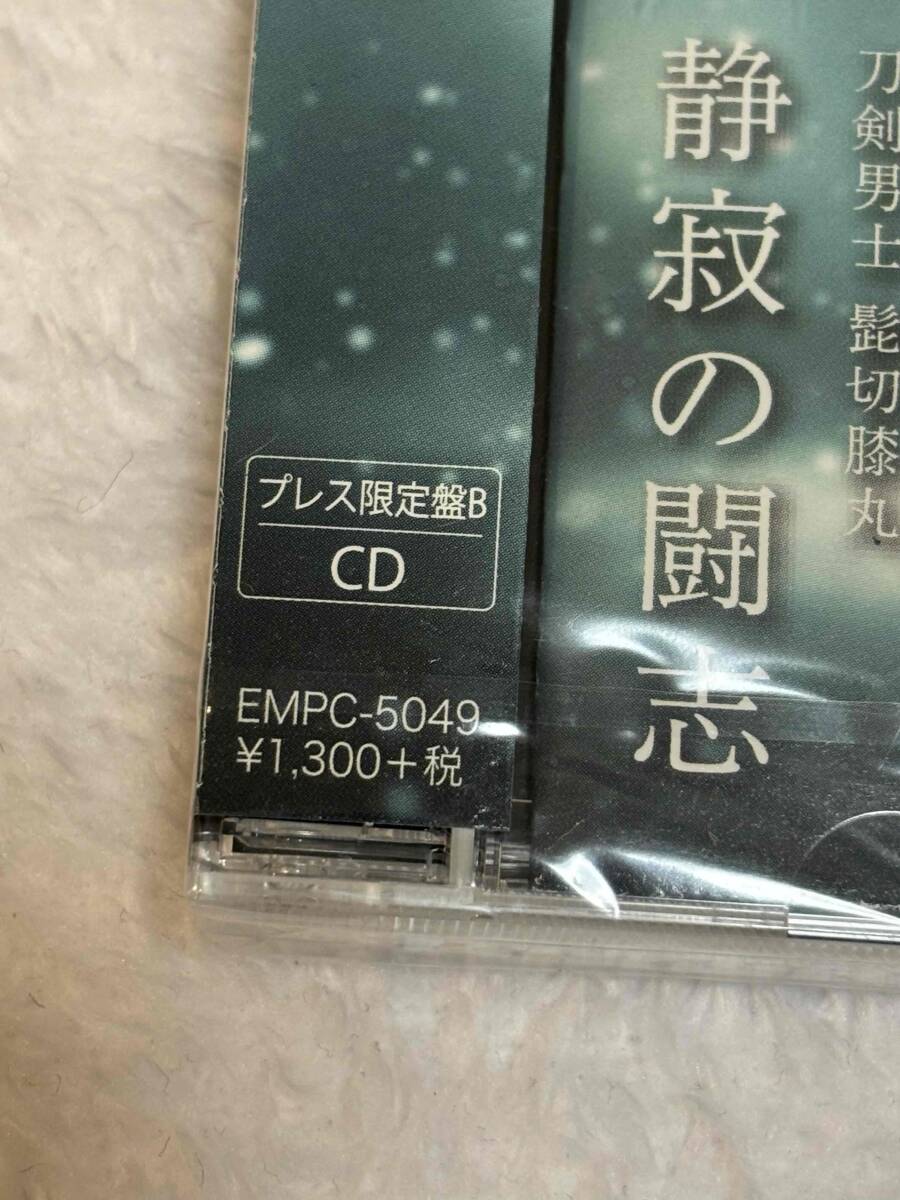 刀剣男士 髭切膝丸
静寂の闘志
プレス限定盤B
CD
EMPC-5049
¥1,300+税